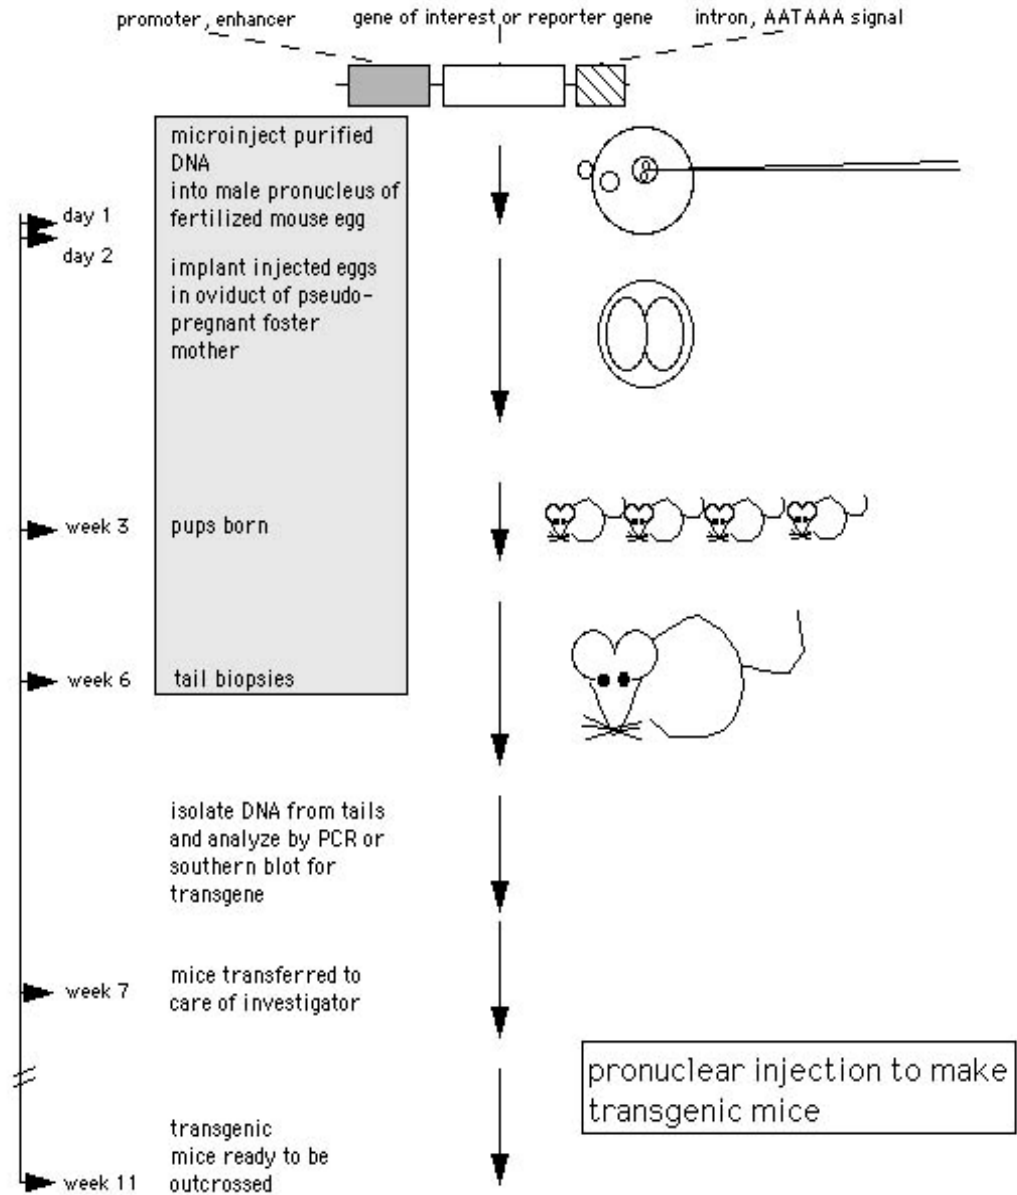 promoter, enhancer
gene of interest or reporter gene
intron, AATAAA signal
microinject purified
DNA
into male pronucleus of
fertilized mouse egg
day 1
day 2
implant injected eggs
in oviduct of pseudo-
pregnant foster
mother
week 3
pups born
week 6
tail biopsies
isolate DNA from tails
and analyze by PCR or
southern blot for
transgene
week 7
mice transferred to
care of investigator
pronuclear injection to make
transgenic mice
week 11
transgenic
mice ready to be
outcrossed